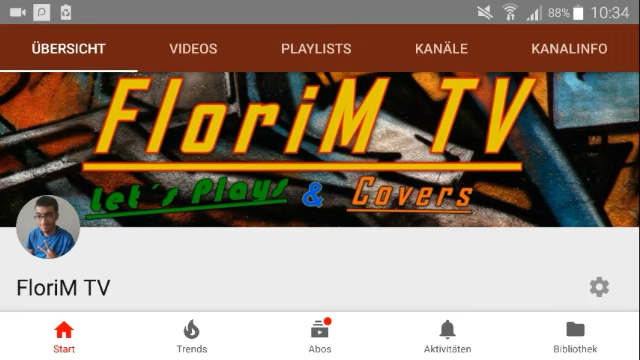 88% 10:34
ÜBERSICHT VIDEOS PLAYLISTS KANÄLE KANALINFO
FloriM TV
Let´s Plays & Covers
FloriM TV
Start Trends Abos Aktivitäten Bibliothek